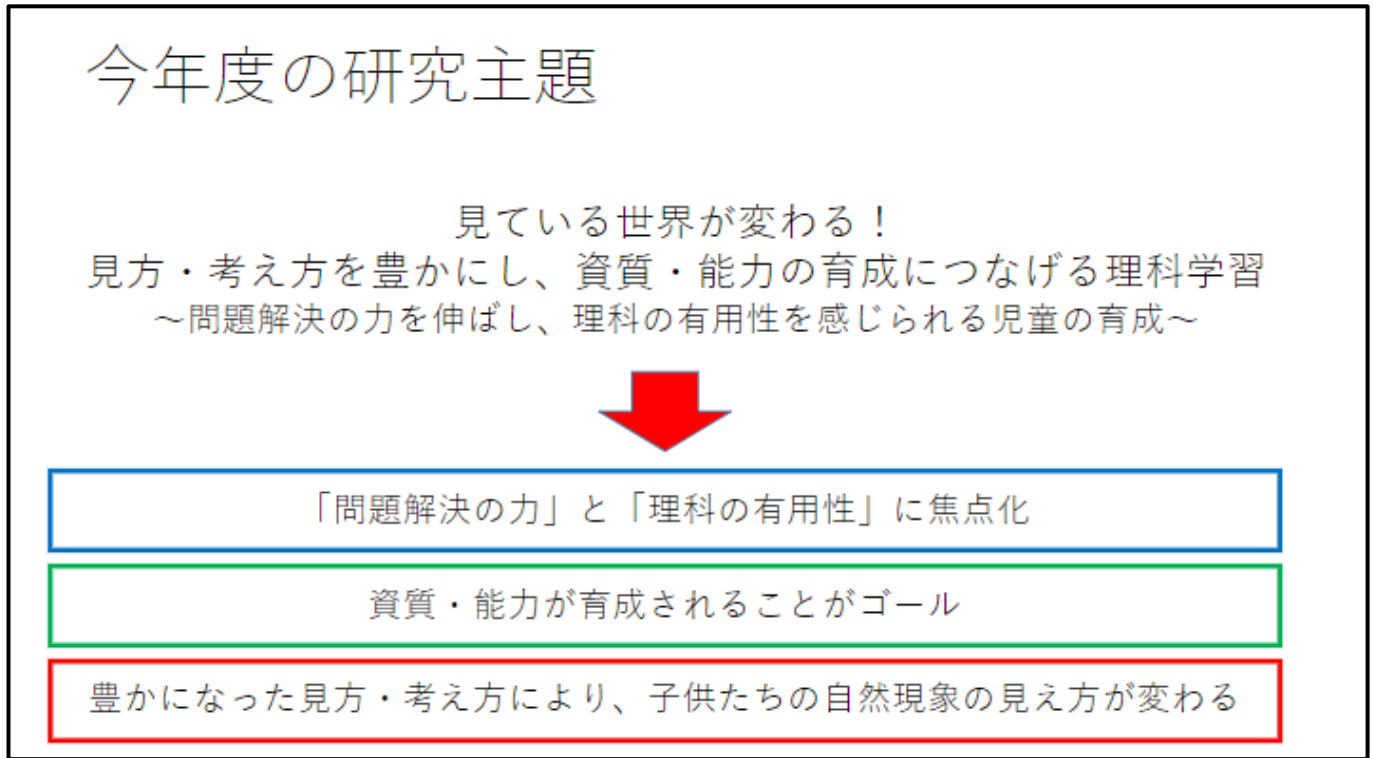 今年度の研究主題
見ている世界が変わる！
見方・考え方を豊かにし、資質・能力の育成につなげる理科学習
～問題解決の力を伸ばし、理科の有用性を感じられる児童の育成～
「問題解決の力」と「理科の有用性」に焦点化
資質・能力が育成されることがゴール
豊かになった見方・考え方により、子供たちの自然現象の見え方が変わる